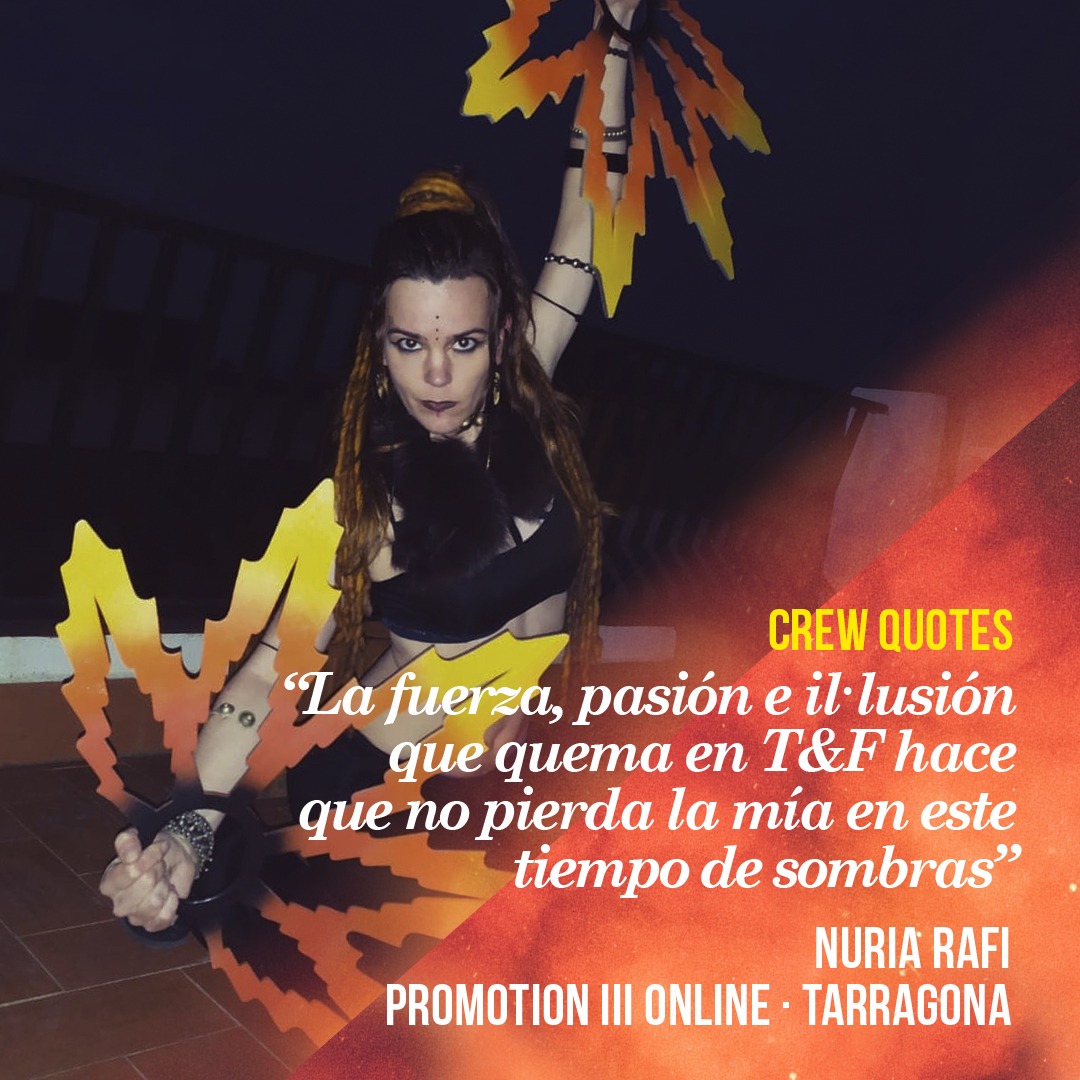 CREW QUOTES
“La fuerza, pasión e il·lusión
que quema en T&F hace
que no pierda la mía en este
tiempo de sombras”
NURIA RAFI
PROMOTION III ONLINE · TARRAGONA